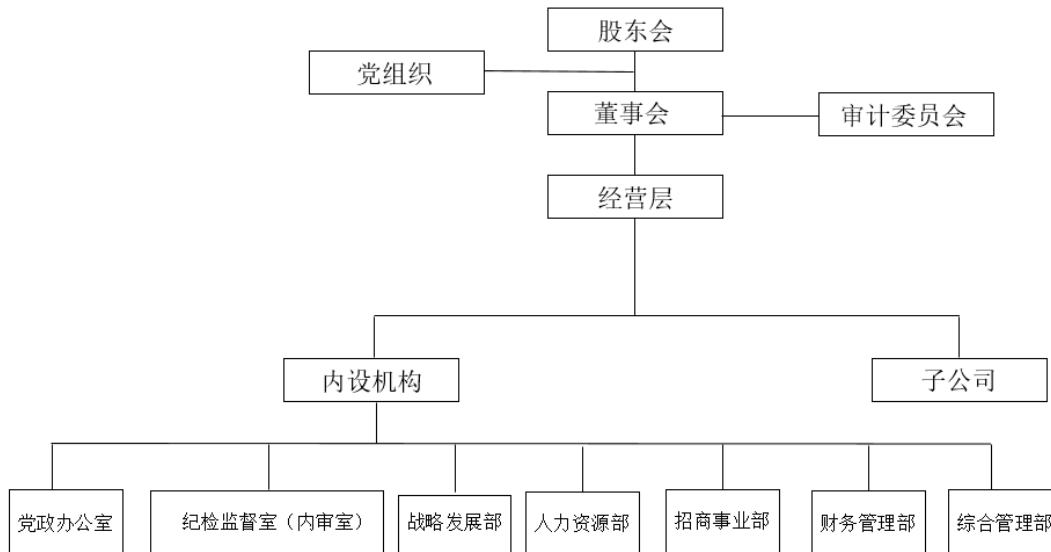 股东会
党组织
董事会
审计委员会
经营层
内设机构
子公司
党政办公室
纪检监督室（内审室）
战略发展部
人力资源部
招商事业部
财务管理部
综合管理部